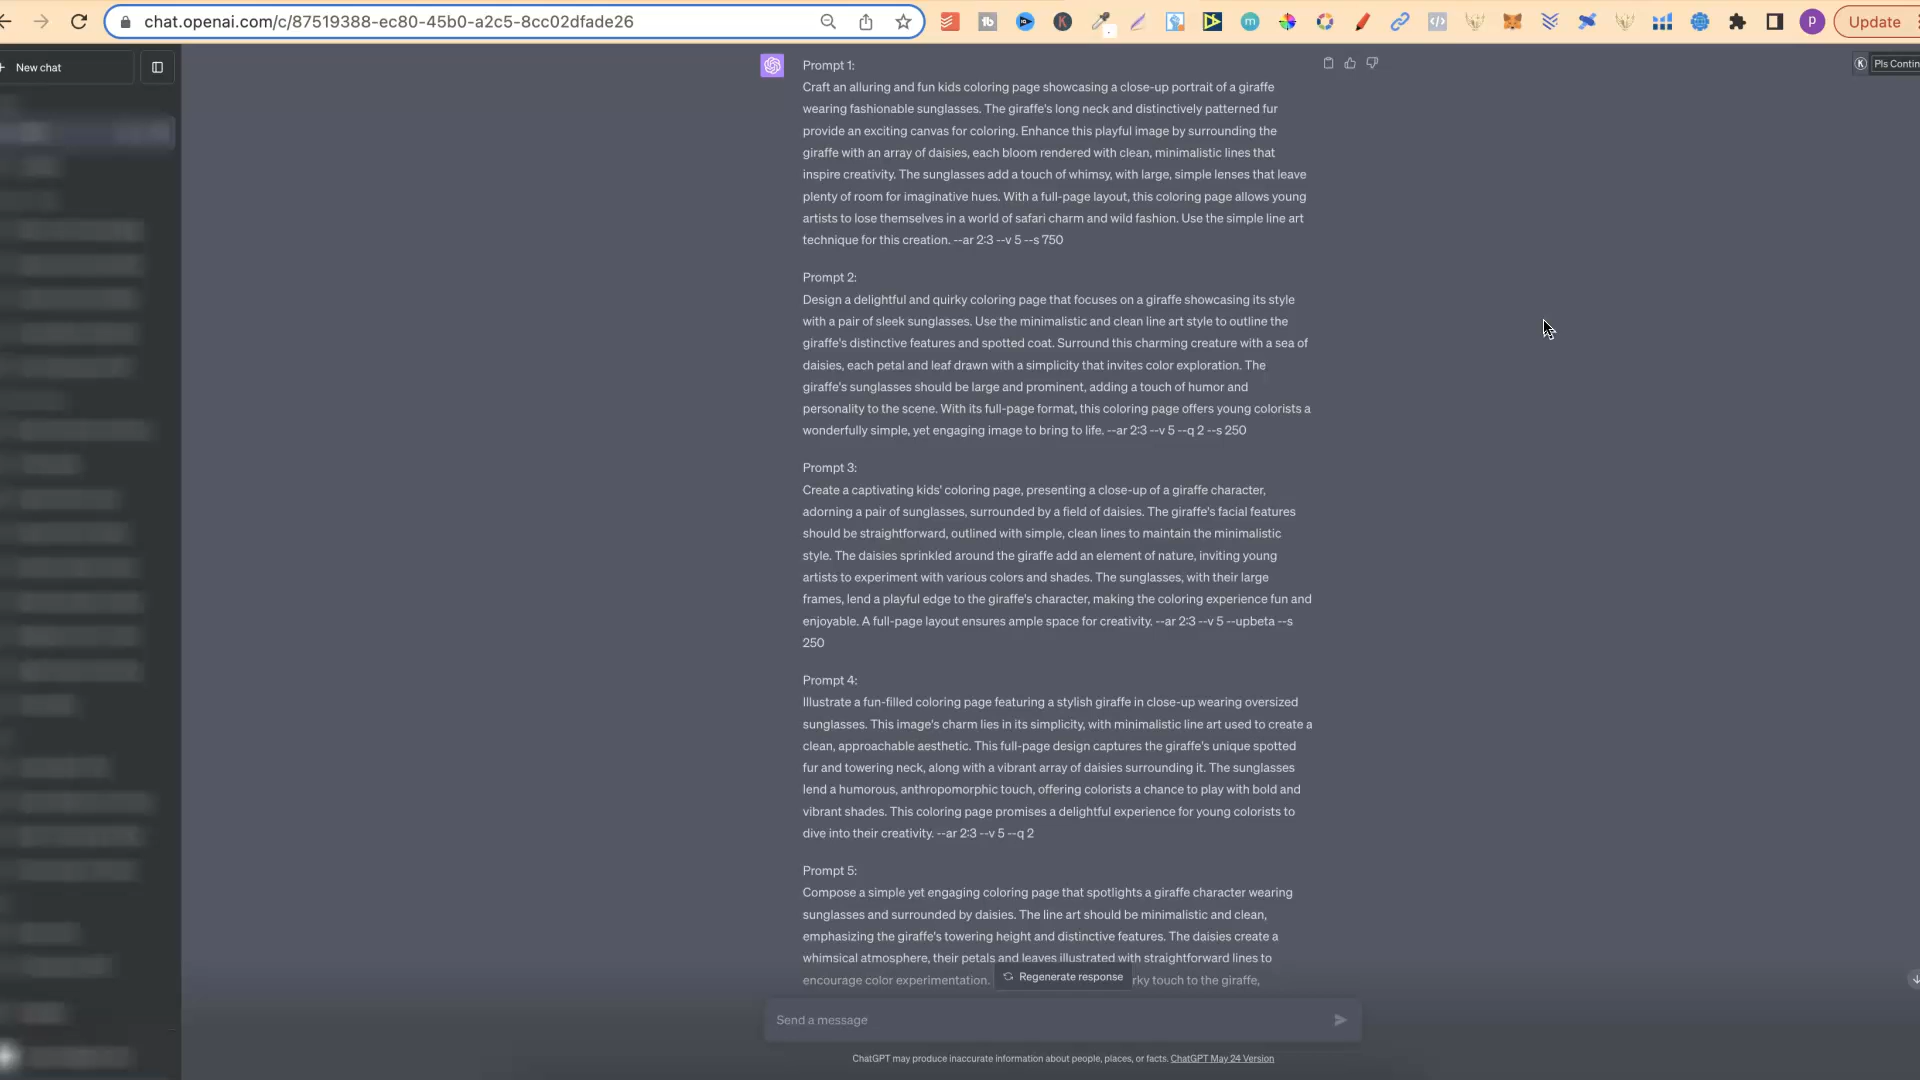 chat.openai.com/c/87519388-ec80-45b0-a2c5-8cc02dfade26
Update
New chat
Pls Contin
Prompt 1:
Craft an alluring and fun kids coloring page showcasing a close-up portrait of a giraffe
wearing fashionable sunglasses. The giraffe's long neck and distinctively patterned fur
provide an exciting canvas for coloring. Enhance this playful image by surrounding the
giraffe with an array of daisies, each bloom rendered with clean, minimalistic lines that
inspire creativity. The sunglasses add a touch of whimsy, with large, simple lenses that leave
plenty of room for imaginative hues. With a full-page layout, this coloring page allows young
artists to lose themselves in a world of safari charm and wild fashion. Use the simple line art
technique for this creation. --ar 2:3 --v 5 --s 750
Prompt 2:
Design a delightful and quirky coloring page that focuses on a giraffe showcasing its style
with a pair of sleek sunglasses. Use the minimalistic and clean line art style to outline the
giraffe's distinctive features and spotted coat. Surround this charming creature with a sea of
daisies, each petal and leaf drawn with a simplicity that invites color exploration. The
giraffe's sunglasses should be large and prominent, adding a touch of humor and
personality to the scene. With its full-page format, this coloring page offers young colorists a
wonderfully simple, yet engaging image to bring to life. --ar 2:3 --v 5 --q 2 --s 250
Prompt 3:
Create a captivating kids' coloring page, presenting a close-up of a giraffe character,
adorning a pair of sunglasses, surrounded by a field of daisies. The giraffe's facial features
should be straightforward, outlined with simple, clean lines to maintain the minimalistic
style. The daisies sprinkled around the giraffe add an element of nature, inviting young
artists to experiment with various colors and shades. The sunglasses, with their large
frames, lend a playful edge to the giraffe's character, making the coloring experience fun and
enjoyable. A full-page layout ensures ample space for creativity. --ar 2:3 --v 5 --upbeta --s
250
Prompt 4:
Illustrate a fun-filled coloring page featuring a stylish giraffe in close-up wearing oversized
sunglasses. This image's charm lies in its simplicity, with minimalistic line art used to create a
clean, approachable aesthetic. This full-page design captures the giraffe's unique spotted
fur and towering neck, along with a vibrant array of daisies surrounding it. The sunglasses
lend a humorous, anthropomorphic touch, offering colorists a chance to play with bold and
vibrant shades. This coloring page promises a delightful experience for young colorists to
dive into their creativity. --ar 2:3 --v 5 --q 2
Prompt 5:
Compose a simple yet engaging coloring page that spotlights a giraffe character wearing
sunglasses and surrounded by daisies. The line art should be minimalistic and clean,
emphasizing the giraffe's towering height and distinctive features. The daisies create a
whimsical atmosphere, their petals and leaves illustrated with straightforward lines to
encourage color experimentation. rky touch to the giraffe,
Regenerate response
Send a message
ChatGPT may produce inaccurate information about people, places, or facts. ChatGPT May 24 Version